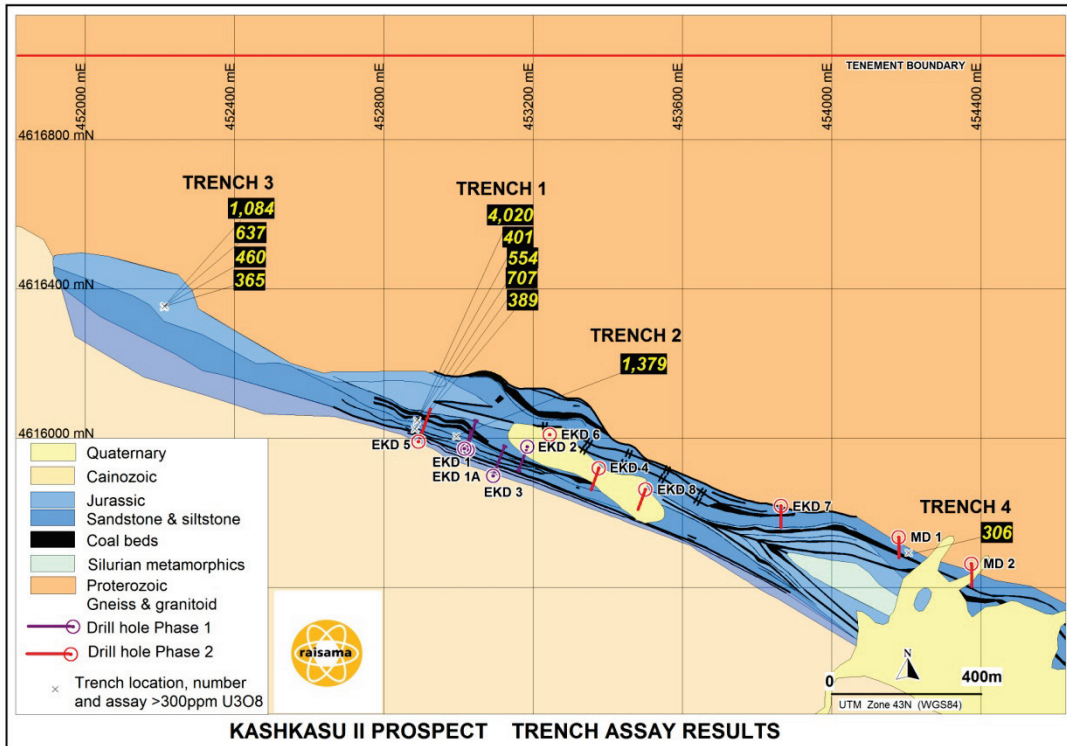 TENEMENT BOUNDARY
452000 mE
452400 mE
452800 mE
453200 mE
453600 mE
454000 mE
454400 mE
4616800 mN
4616400 mN
4616000 mN
TRENCH 3
1,084
637
460
365
TRENCH 1
4,020
401
554
707
389
TRENCH 2
1,379
TRENCH 4
306
EKD 5
EKD 1
EKD 1A
EKD 3
EKD 2
EKD 6
EKD 4
EKD 8
EKD 7
MD 1
MD 2
Quaternary
Cainozoic
Jurassic
Sandstone & siltstone
Coal beds
Silurian metamorphics
Proterozoic
Gneiss & granitoid
Drill hole Phase 1
Drill hole Phase 2
Trench location, number
and assay >300ppm U3O8
raisama
N
0 400m
UTM Zone 43N (WGS84)
KASHKASU II PROSPECT TRENCH ASSAY RESULTS